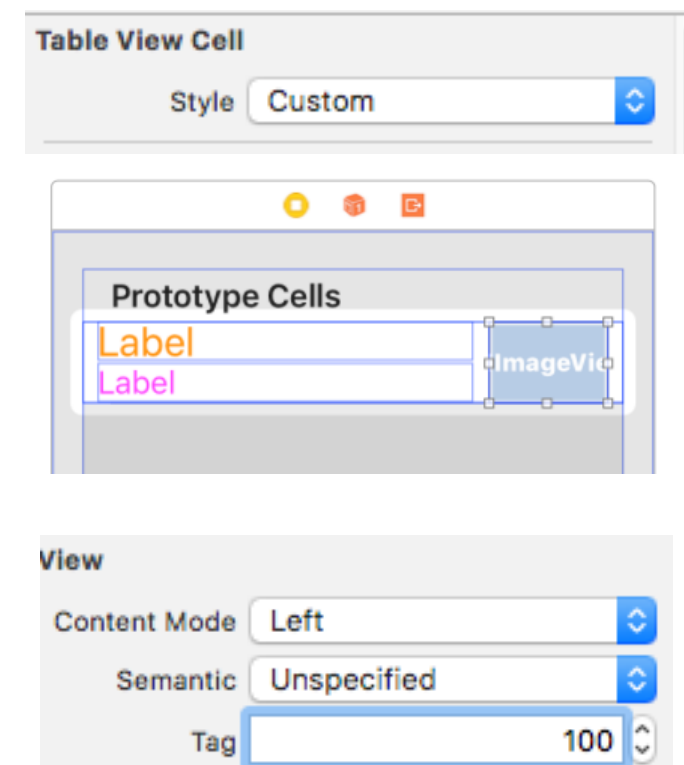 Table View Cell
Style Custom
Prototype Cells
Label
Label
ImageVie
View
Content Mode Left
Semantic Unspecified
Tag 100